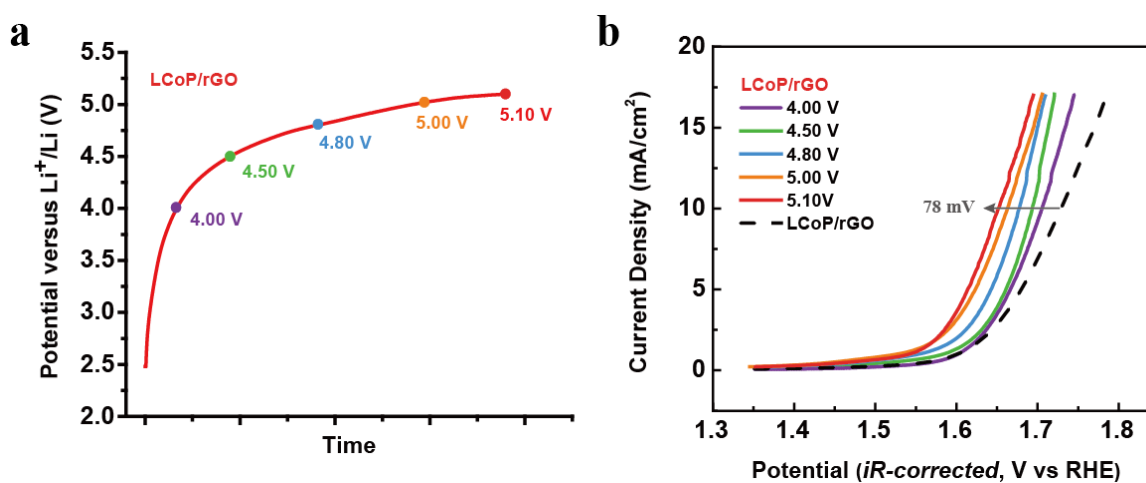 a
LCoP/rGO
Potential versus Li⁺/Li (V)
5.5
5.0
4.5
4.0
3.5
3.0
2.5
2.0
4.00 V
4.50 V
4.80 V
5.00 V
5.10 V
Time
b
Current Density (mA/cm²)
20
15
10
5
0
LCoP/rGO
4.00 V
4.50 V
4.80 V
5.00 V
5.10V
LCoP/rGO
78 mV
1.3 1.4 1.5 1.6 1.7 1.8
Potential (iR-corrected, V vs RHE)